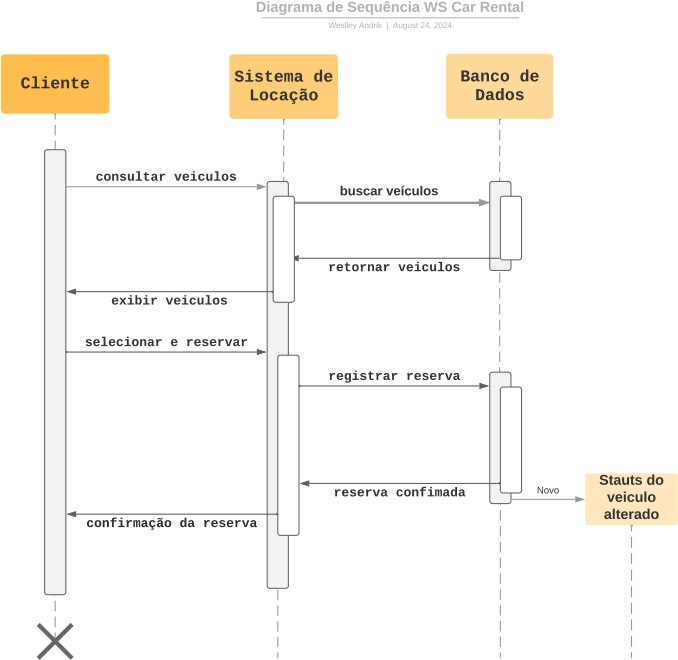 Diagrama de Sequência WS Car Rental
Weslley Andrik | August 24, 2024
Cliente
Sistema de
Locação
Banco de
Dados
consultar veiculos
buscar veículos
retornar veiculos
exibir veiculos
selecionar e reservar
registrar reserva
reserva confimada
Novo
Stauts do
veiculo
alterado
confirmação da reserva